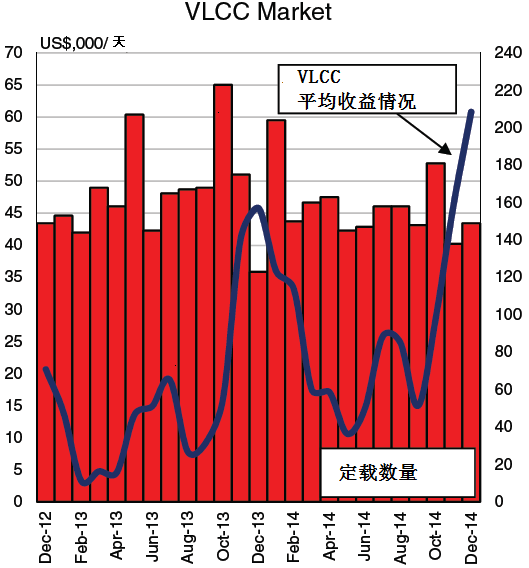 VLCC Market
US$,000/ 天
70
65
60
55
50
45
40
35
30
25
20
15
10
5
0
240
220
200
180
160
140
120
100
80
60
40
20
0
VLCC
平均收益情况
定载数量
Dec-12
Feb-13
Apr-13
Jun-13
Aug-13
Oct-13
Dec-13
Feb-14
Apr-14
Jun-14
Aug-14
Oct-14
Dec-14